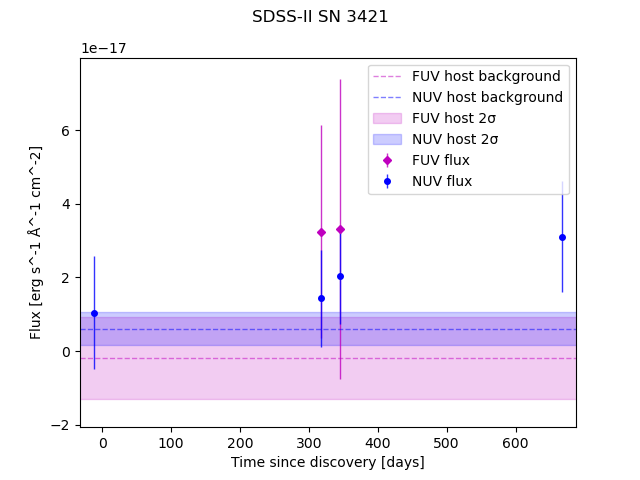 SDSS-II SN 3421
1e−17
FUV host background
NUV host background
FUV host 2σ
NUV host 2σ
FUV flux
NUV flux
6
4
2
0
−2
Flux [erg s^-1 Å^-1 cm^-2]
0 100 200 300 400 500 600
Time since discovery [days]